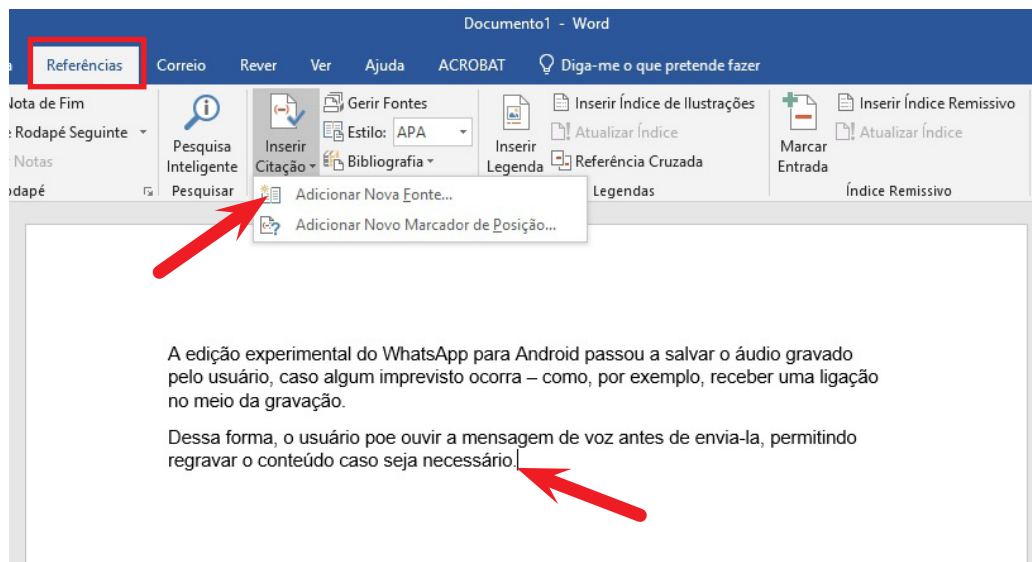 Documento1 - Word
Referências Correio Rever Ver Ajuda ACROBAT Diga-me o que pretende fazer
Nota de Fim
Rodapé Seguinte
Notas
Pesquisa
Inteligente
Pesquisar
Inserir
Citação
Gerir Fontes
Estilo: APA
Bibliografia
Inserir
Legenda
Inserir Índice de Ilustrações
Atualizar Índice
Referência Cruzada
Legendas
Marcar
Entrada
Inserir Índice Remissivo
Atualizar Índice
Índice Remissivo
Adicionar Nova Fonte...
Adicionar Novo Marcador de Posição...
A edição experimental do WhatsApp para Android passou a salvar o áudio gravado
pelo usuário, caso algum imprevisto ocorra – como, por exemplo, receber uma ligação
no meio da gravação.
Dessa forma, o usuário poe ouvir a mensagem de voz antes de envia-la, permitindo
regravar o conteúdo caso seja necessário.